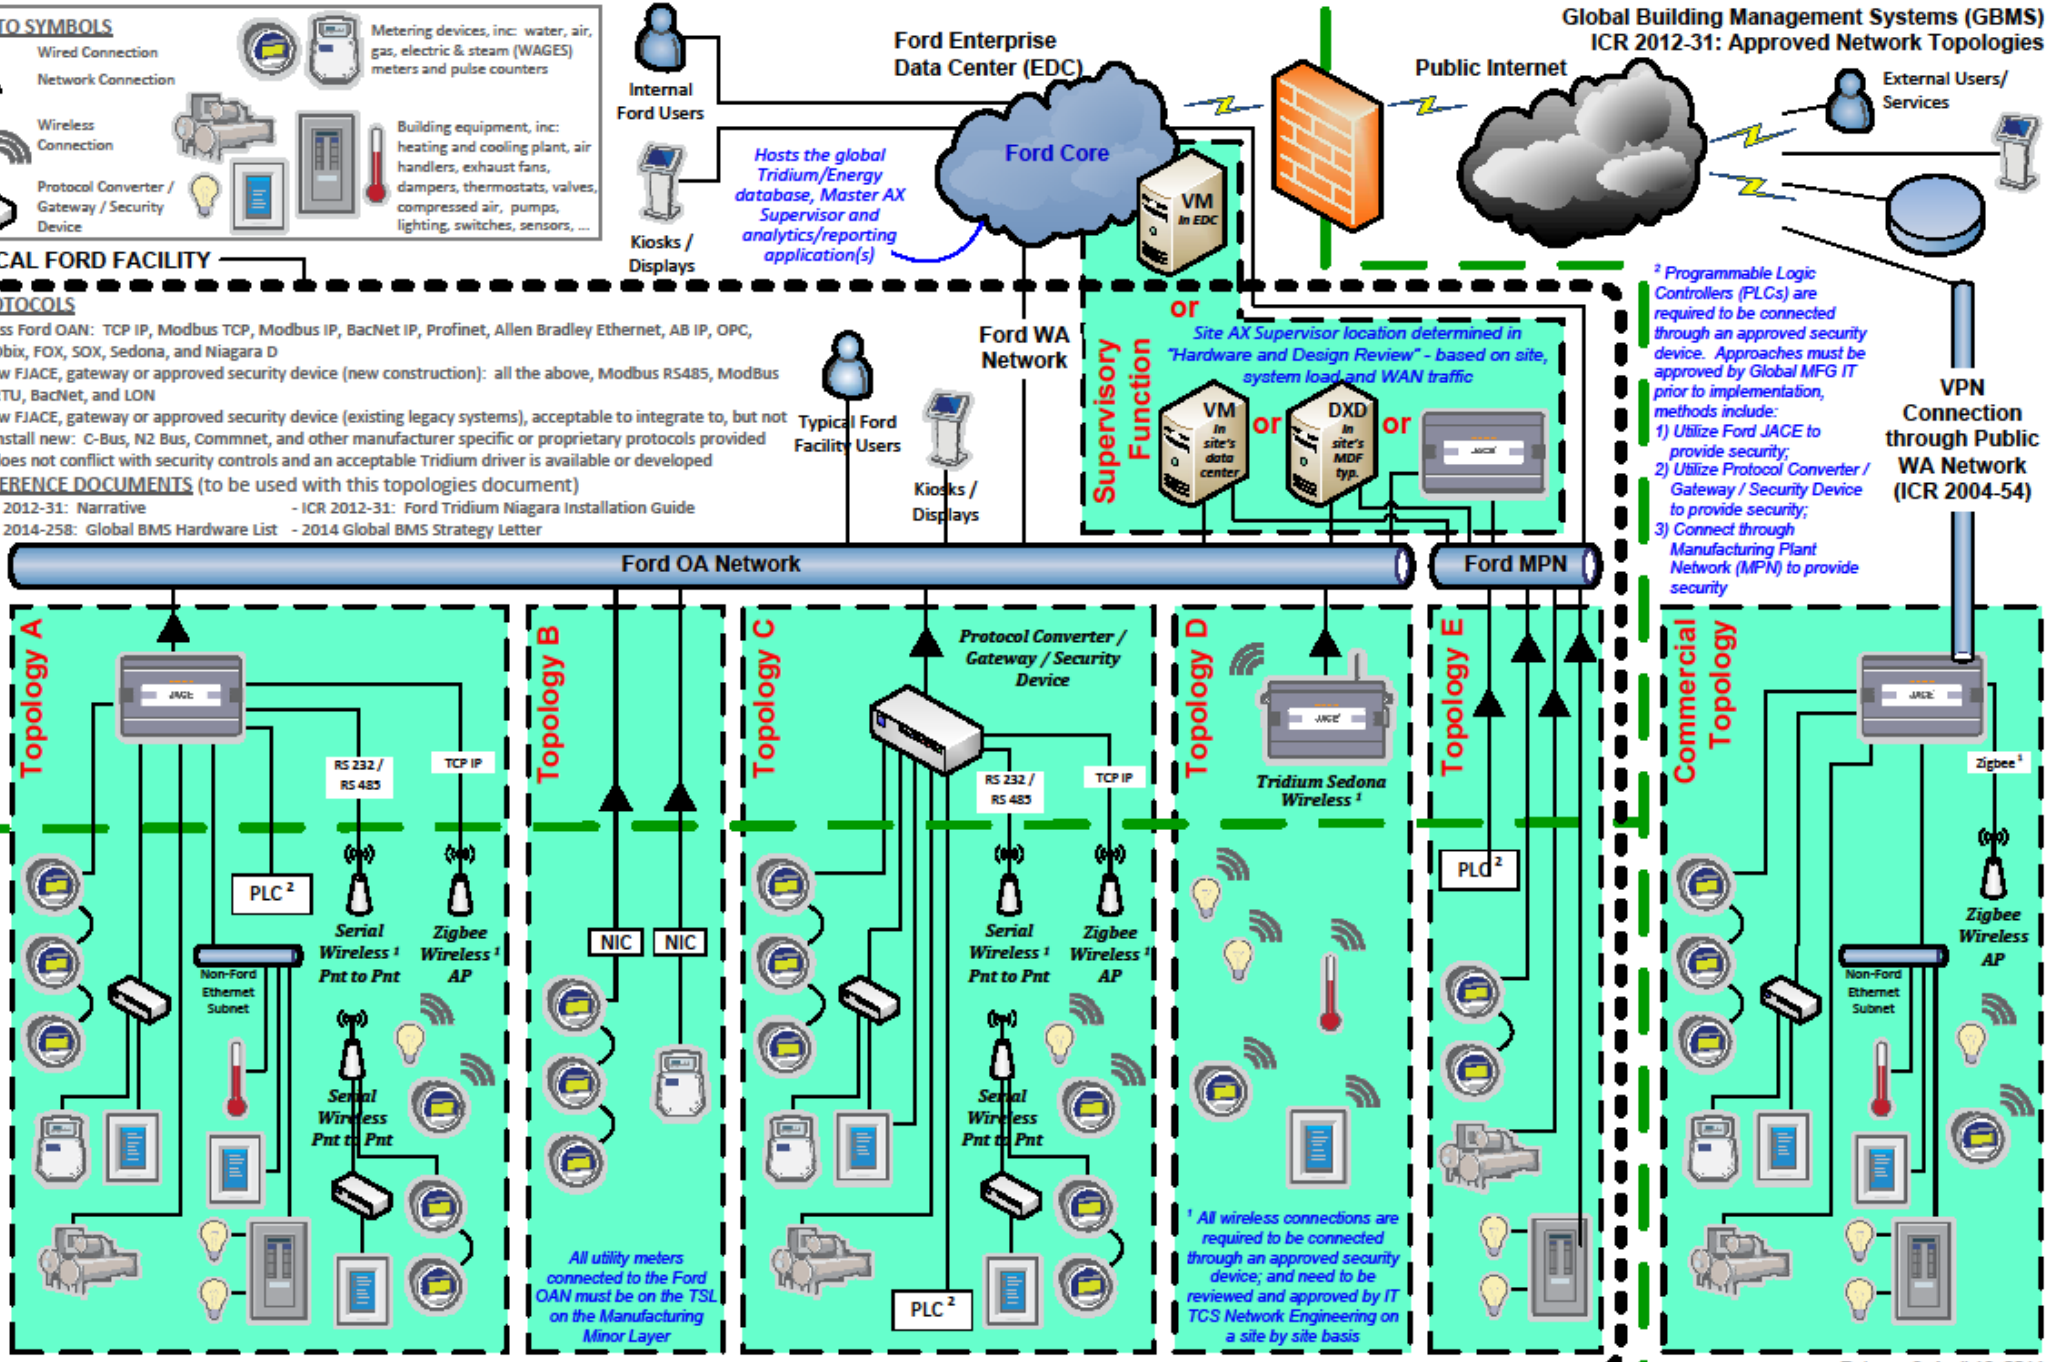 TO SYMBOLS
Wired Connection
Network Connection
Wireless
Connection
Protocol Converter /
Gateway / Security
Device
Metering devices, inc: water, air,
gas, electric & steam (WAGES)
meters and pulse counters
Building equipment, inc:
heating and cooling plant, air
handlers, exhaust fans,
dampers, thermostats, valves,
compressed air, pumps,
lighting, switches, sensors, ...
Internal
Ford Users
Kiosks /
Displays
Ford Enterprise
Data Center (EDC)
Ford Core
Hosts the global
Tridium/Energy
database, Master AX
Supervisor and
analytics/reporting
application(s)
VM
In EDC
Public Internet
Global Building Management Systems (GBMS)
ICR 2012-31: Approved Network Topologies
External Users/
Services
CAL FORD FACILITY
OTOCOLS
ss Ford OAN: TCP IP, Modbus TCP, Modbus IP, BacNet IP, Profinet, Allen Bradley Ethernet, AB IP, OPC,
Obix, FOX, SOX, Sedona, and Niagara D
w FJACE, gateway or approved security device (new construction): all the above, Modbus RS485, ModBus
RTU, BacNet, and LON
w FJACE, gateway or approved security device (existing legacy systems), acceptable to integrate to, but not
nstall new: C-Bus, N2 Bus, Commnet, and other manufacturer specific or proprietary protocols provided
does not conflict with security controls and an acceptable Tridium driver is available or developed
ERENCE DOCUMENTS (to be used with this topologies document)
2012-31: Narrative - ICR 2012-31: Ford Tridium Niagara Installation Guide
2014-258: Global BMS Hardware List - 2014 Global BMS Strategy Letter
Typical Ford
Facility Users
Kiosks /
Displays
Ford WA
Network
or
Supervisory
Function
Site AX Supervisor location determined in
"Hardware and Design Review" - based on site,
system load and WAN traffic
VM
In
site's
data
center
or
DXD
In
site's
MDF
typ.
or
JACE
² Programmable Logic
Controllers (PLCs) are
required to be connected
through an approved security
device. Approaches must be
approved by Global MFG IT
prior to implementation,
methods include:
1) Utilize Ford JACE to
provide security;
2) Utilize Protocol Converter /
Gateway / Security Device
to provide security;
3) Connect through
Manufacturing Plant
Network (MPN) to provide
security
VPN
Connection
through Public
WA Network
(ICR 2004-54)
Ford OA Network
Ford MPN
Topology A
JACE
RS 232 /
RS 485
TCP IP
PLC ²
Serial
Wireless ¹
Pnt to Pnt
Zigbee
Wireless ¹
AP
Non-Ford
Ethernet
Subnet
Serial
Wireless
Pnt to Pnt
Topology B
NIC
NIC
All utility meters
connected to the Ford
OAN must be on the TSL
on the Manufacturing
Minor Layer
Topology C
Protocol Converter /
Gateway / Security
Device
RS 232 /
RS 485
TCP IP
Serial
Wireless ¹
Pnt to Pnt
Zigbee
Wireless ¹
AP
Serial
Wireless
Pnt to Pnt
PLC ²
Topology D
JACE
Tridium Sedona
Wireless ¹
¹ All wireless connections are
required to be connected
through an approved security
device; and need to be
reviewed and approved by IT
TCS Network Engineering on
a site by site basis
Topology E
PLC ²
Commercial
Topology
JACE
Zigbee ¹
Zigbee
Wireless
AP
Non-Ford
Ethernet
Subnet